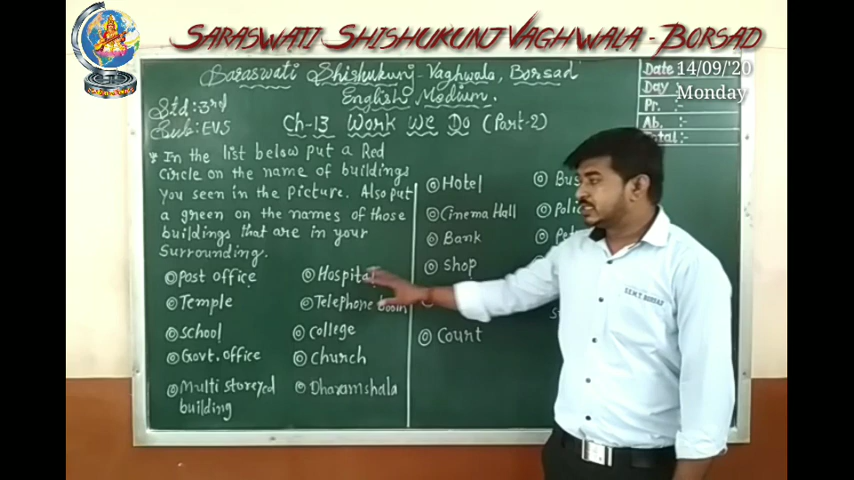 SARASWATI SHISHUKUNJ VAGHWALA - BORSAD
Saraswati Shishukunj - Vaghwala, Borsad
English Medium.
Std : 3rd
Sub : EVS
Ch-13 Work We Do (Part-2)
Date 14/09/'20
Day :- Monday
Pr. :-
Ab. :-
Total :-
In the list below put a Red
Circle on the name of buildings
You seen in the Picture. Also put
a green on the names of those
buildings that are in your
Surrounding.
Post office
Temple
School
Govt. office
Multi storeyed
building
Hospital
Telephone booth
College
Church
Dharamshala
Hotel
Cinema Hall
Bank
Shop
Court
Bus
Polic
Pet
S.E.M.T. BORSAD